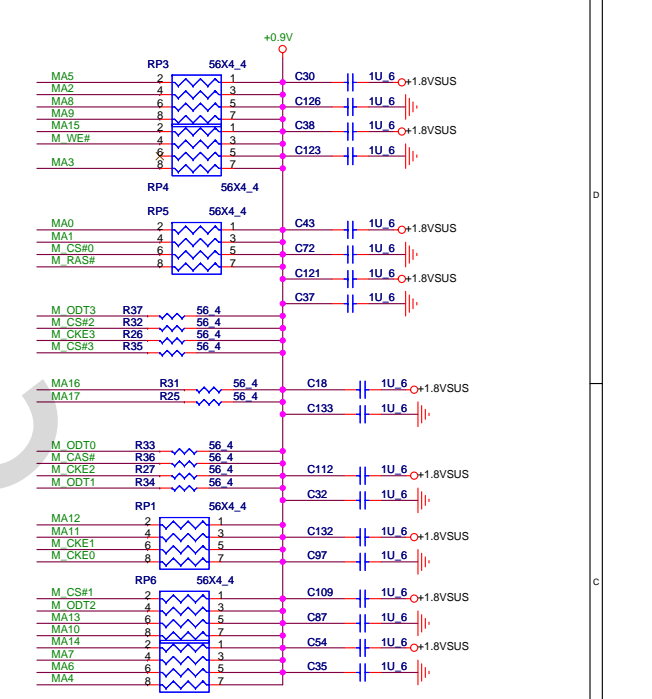 +0.9V
RP3 56X4_4
MA5 2 1 C30 1U_6 +1.8VSUS
MA2 4 3
MA8 6 5 C126 1U_6
MA9 8 7
MA15 2 1 C38 1U_6 +1.8VSUS
M_WE# 4 3
6 5 C123 1U_6
MA3 8 7
RP4 56X4_4
RP5 56X4_4
MA0 2 1 C43 1U_6 +1.8VSUS
MA1 4 3
M_CS#0 6 5 C72 1U_6
M_RAS# 8 7
C121 1U_6 +1.8VSUS
C37 1U_6
M_ODT3 R37 56_4
M_CS#2 R32 56_4
M_CKE3 R26 56_4
M_CS#3 R35 56_4
MA16 R31 56_4 C18 1U_6 +1.8VSUS
MA17 R25 56_4
C133 1U_6
M_ODT0 R33 56_4
M_CAS# R36 56_4
M_CKE2 R27 56_4 C112 1U_6 +1.8VSUS
M_ODT1 R34 56_4
C32 1U_6
RP1 56X4_4
MA12 2 1
MA11 4 3 C132 1U_6 +1.8VSUS
M_CKE1 6 5
M_CKE0 8 7 C97 1U_6
RP6 56X4_4
M_CS#1 2 1 C109 1U_6 +1.8VSUS
M_ODT2 4 3
MA13 6 5 C87 1U_6
MA10 8 7
MA14 2 1 C54 1U_6 +1.8VSUS
MA7 4 3
MA6 6 5 C35 1U_6
MA4 8 7
D
C